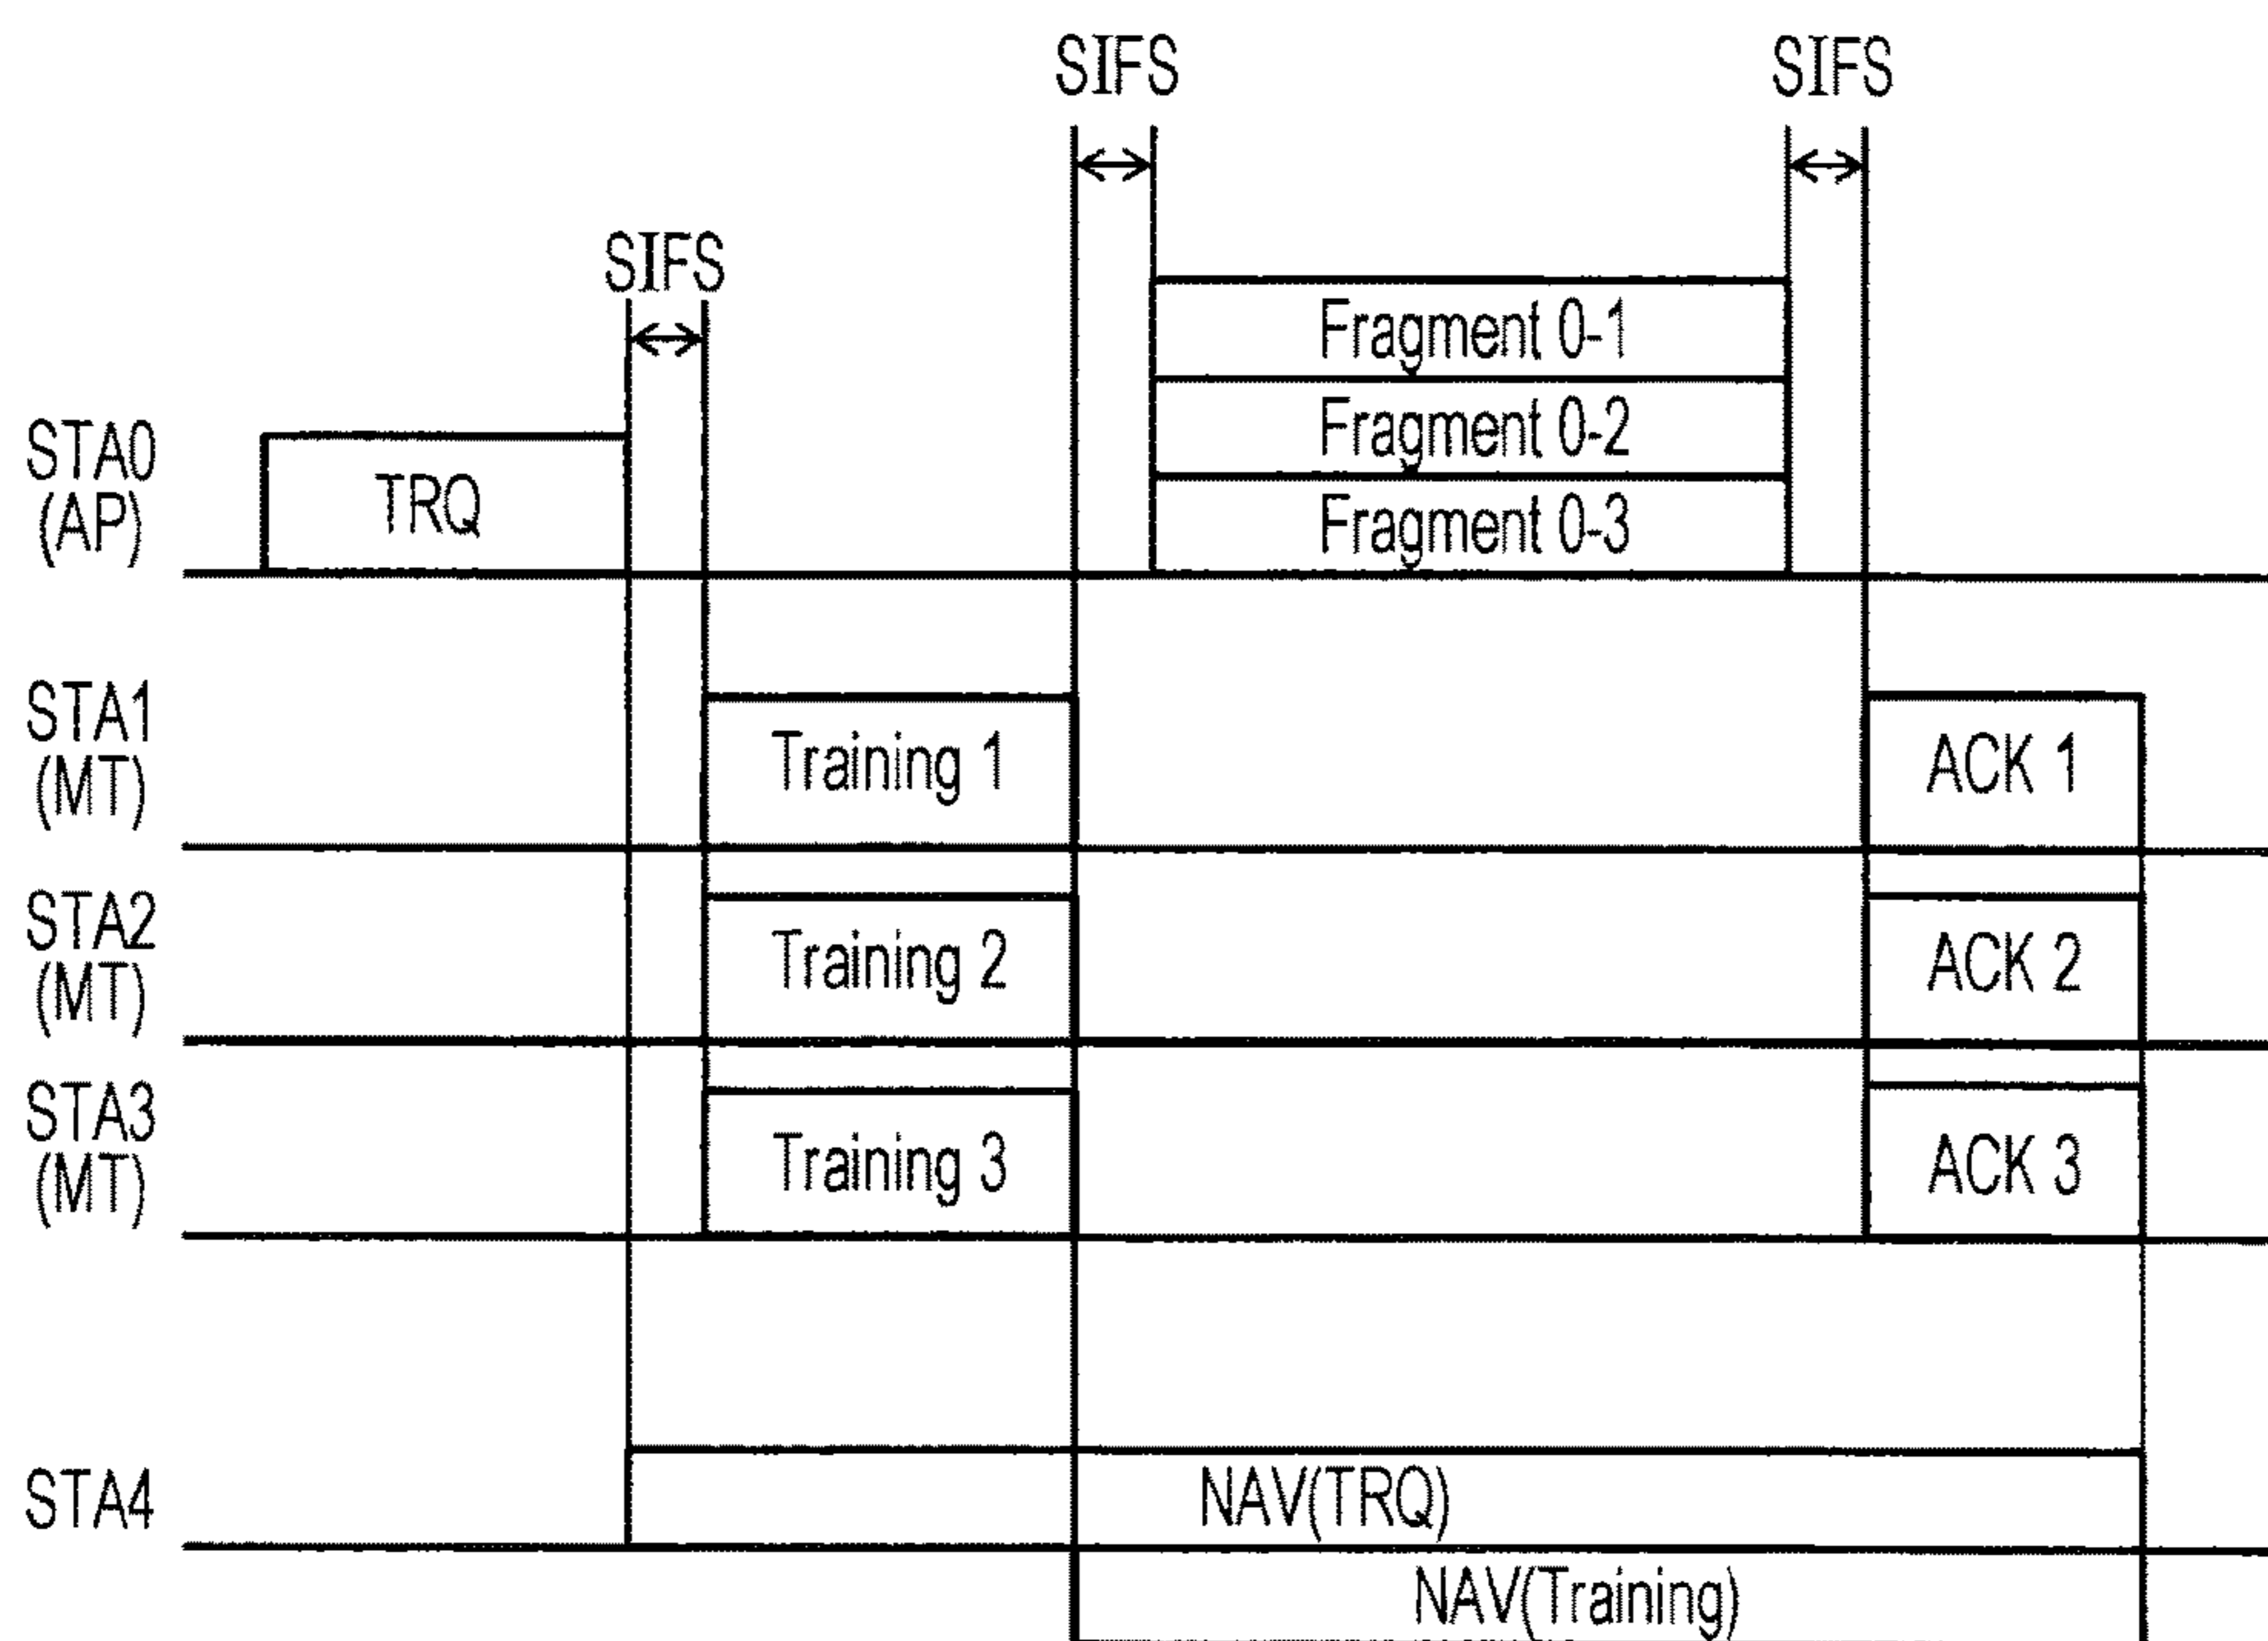 SIFS
SIFS
SIFS
Fragment 0-1
Fragment 0-2
Fragment 0-3
STA0
(AP)
TRQ
STA1
(MT)
Training 1
ACK 1
STA2
(MT)
Training 2
ACK 2
STA3
(MT)
Training 3
ACK 3
STA4
NAV(TRQ)
NAV(Training)